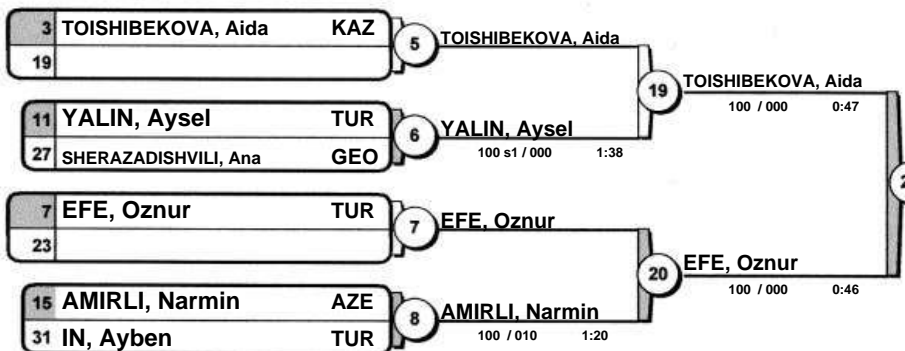 3 TOISHIBEKOVA, Aida KAZ
19
5
TOISHIBEKOVA, Aida
11 YALIN, Aysel TUR
27 SHERAZADISHVILI, Ana GEO
6
YALIN, Aysel
100 s1 / 000 1:38
19
TOISHIBEKOVA, Aida
100 / 000 0:47
7 EFE, Oznur TUR
23
7
EFE, Oznur
15 AMIRLI, Narmin AZE
31 IN, Ayben TUR
8
AMIRLI, Narmin
100 / 010 1:20
20
EFE, Oznur
100 / 000 0:46